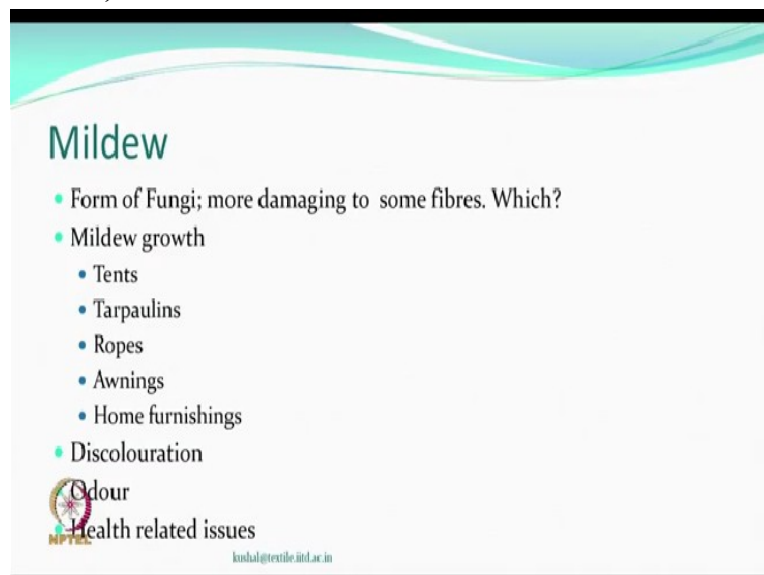 Mildew
Form of Fungi; more damaging to some fibres. Which?
Mildew growth
Tents
Tarpaulins
Ropes
Awnings
Home furnishings
Discolouration
Odour
Health related issues
NPTEL
kushal@textile.iitd.ac.in